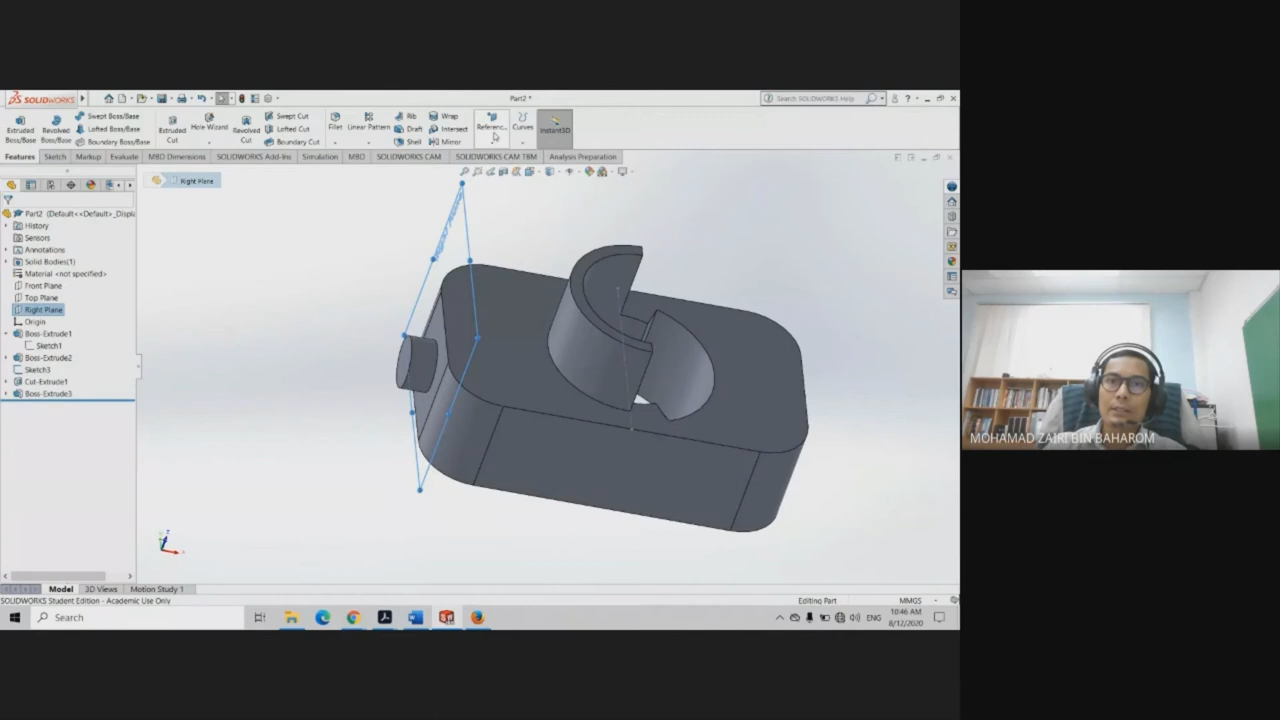 SOLIDWORKS
Part2 *
Search SOLIDWORKS Help
Extruded Boss/Base
Revolved Boss/Base
Swept Boss/Base
Lofted Boss/Base
Boundary Boss/Base
Extruded Cut
Hole Wizard
Revolved Cut
Swept Cut
Lofted Cut
Boundary Cut
Fillet
Linear Pattern
Rib
Draft
Shell
Wrap
Intersect
Mirror
Referenc...
Curves
Instant3D
Features Sketch Markup Evaluate MBD Dimensions SOLIDWORKS Add-Ins Simulation MBD SOLIDWORKS CAM SOLIDWORKS CAM TBM Analysis Preparation
Right Plane
Part2 (Default<<Default>_Displa
History
Sensors
Annotations
Solid Bodies(1)
Material <not specified>
Front Plane
Top Plane
Right Plane
Origin
Boss-Extrude1
Sketch1
Boss-Extrude2
Sketch3
Cut-Extrude1
Boss-Extrude3
MOHAMAD ZAIRI BIN BAHAROM
Model 3D Views Motion Study 1
SOLIDWORKS Student Edition - Academic Use Only
Editing Part
MMGS
Search
ENG
10:46 AM
8/12/2020